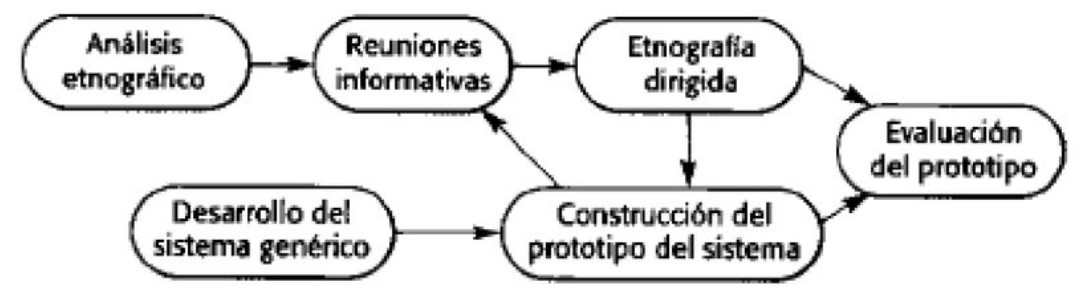 Análisis
etnográfico
Reuniones
informativas
Etnografía
dirigida
Evaluación
del prototipo
Desarrollo del
sistema genérico
Construcción del
prototipo del sistema